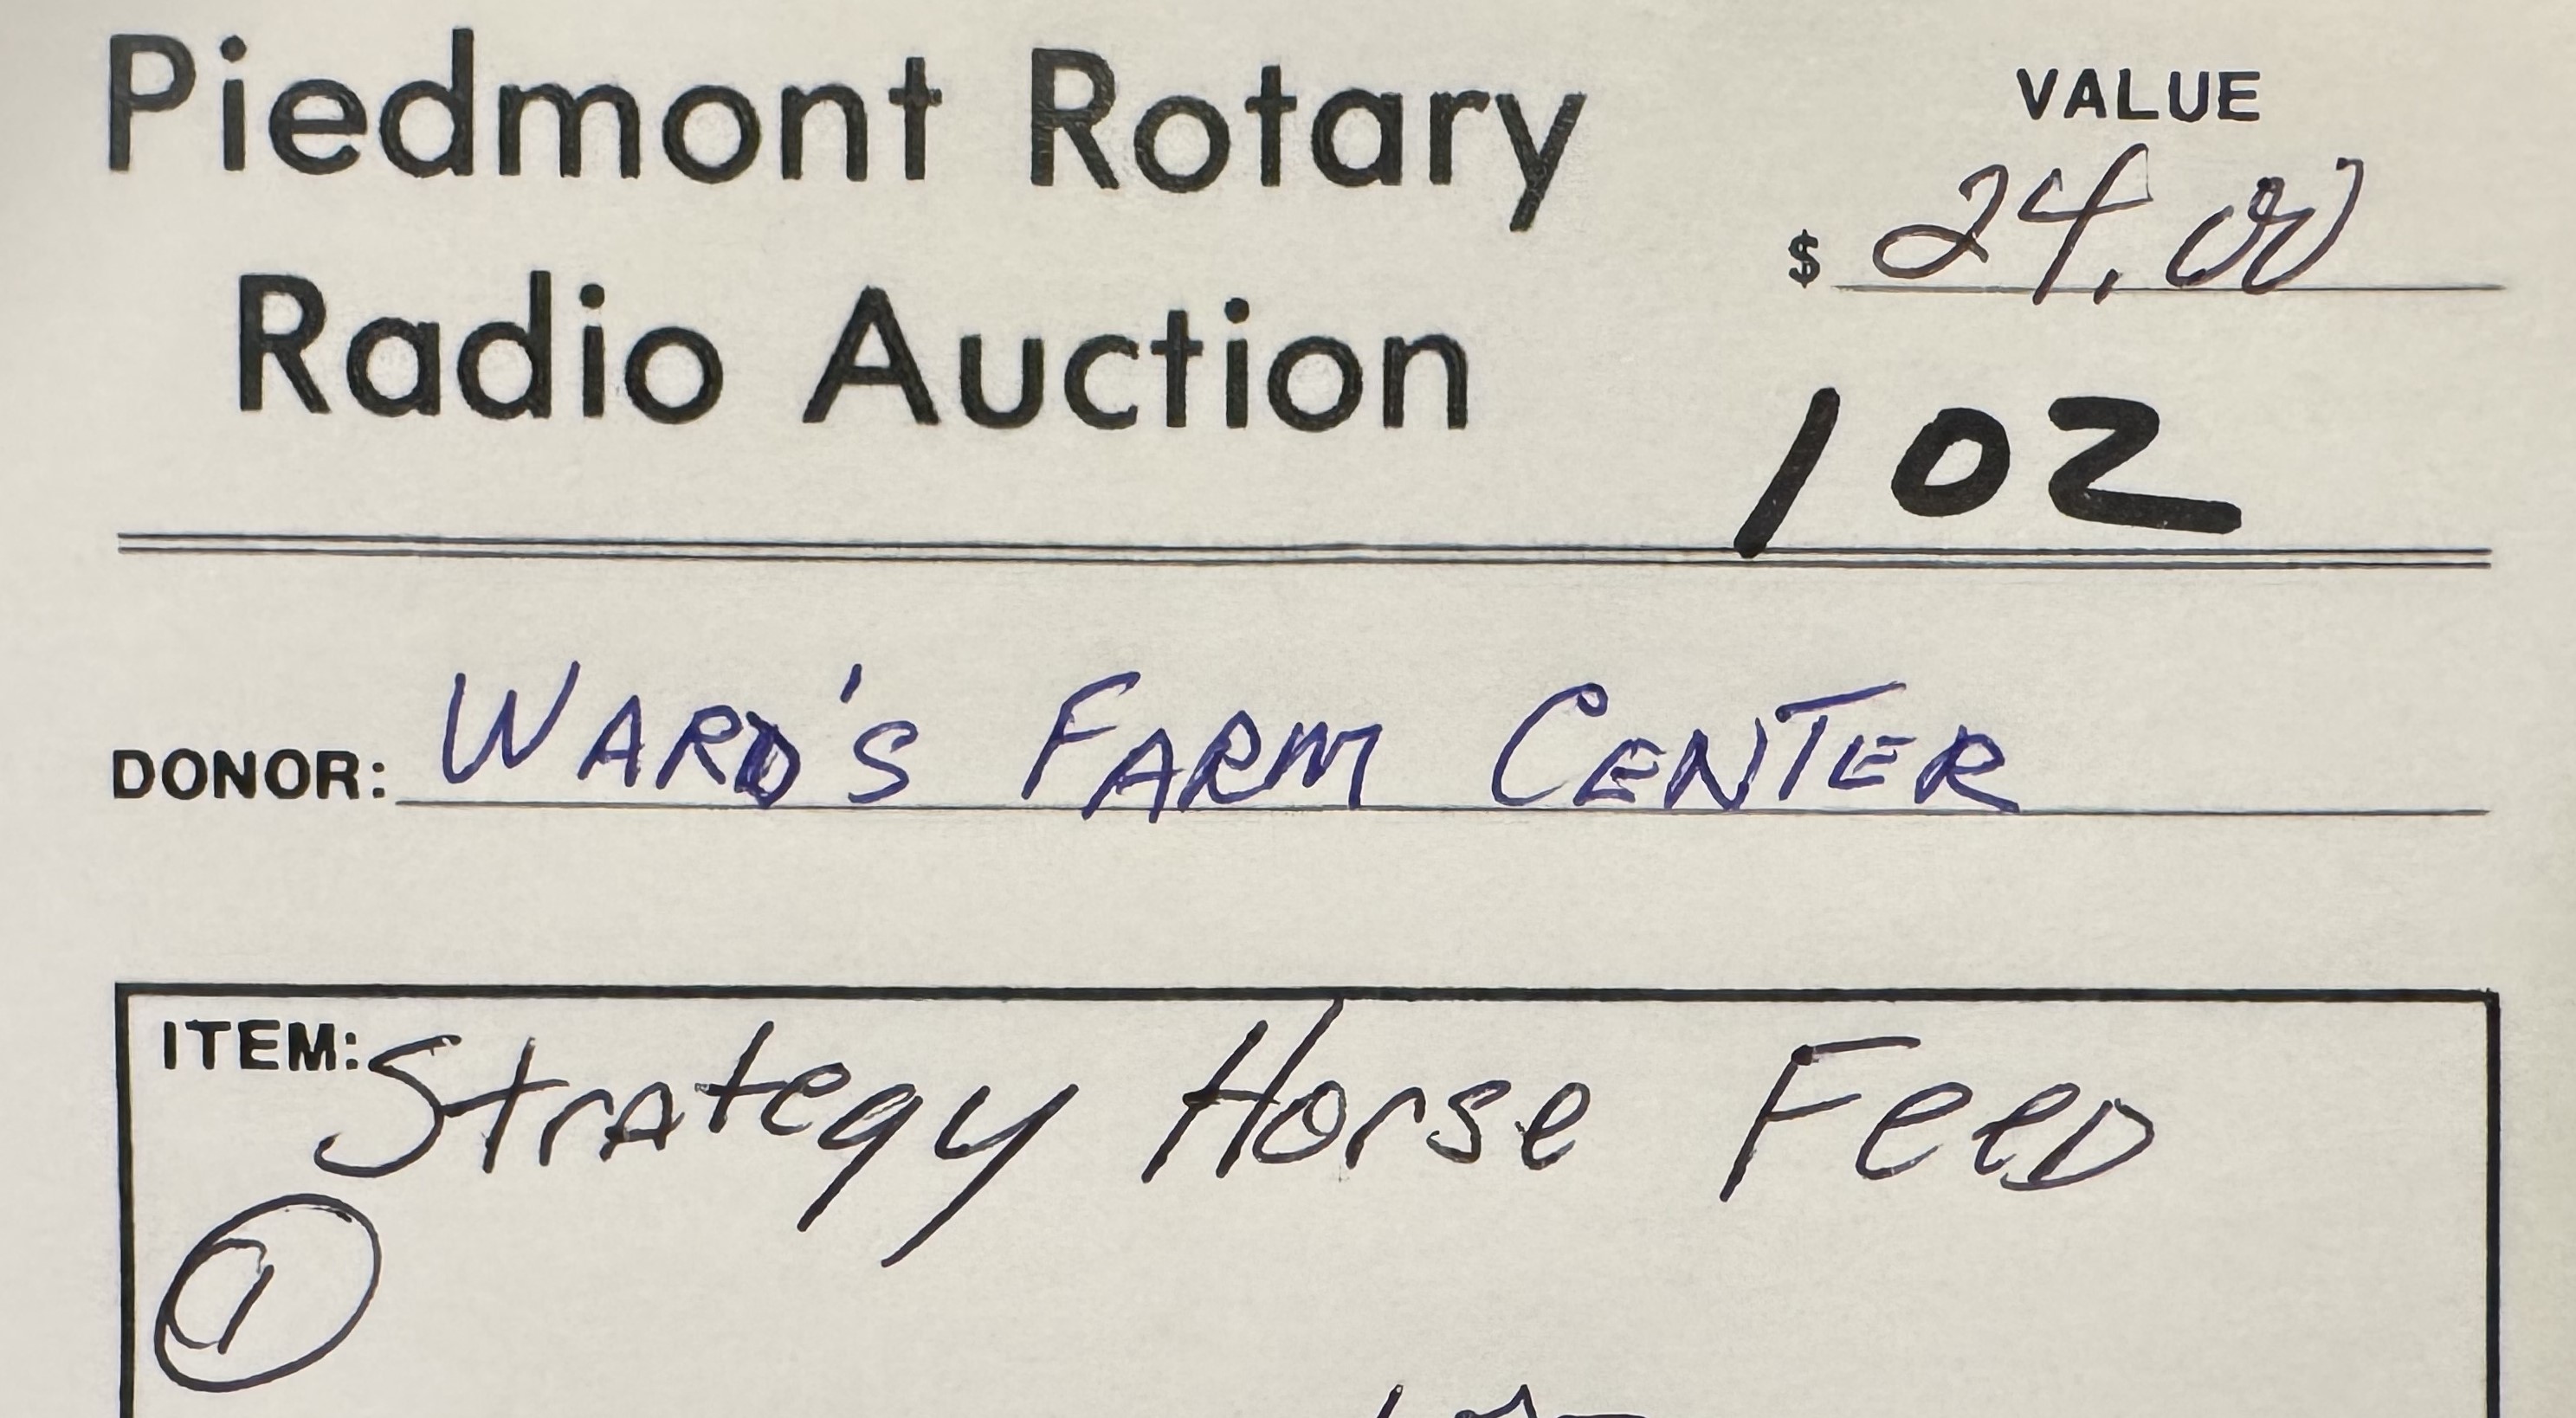 Piedmont Rotary
Radio Auction
VALUE
$ 24.00
102
DONOR: WARD'S FARM CENTER
ITEM: Strategy Horse Feed
1